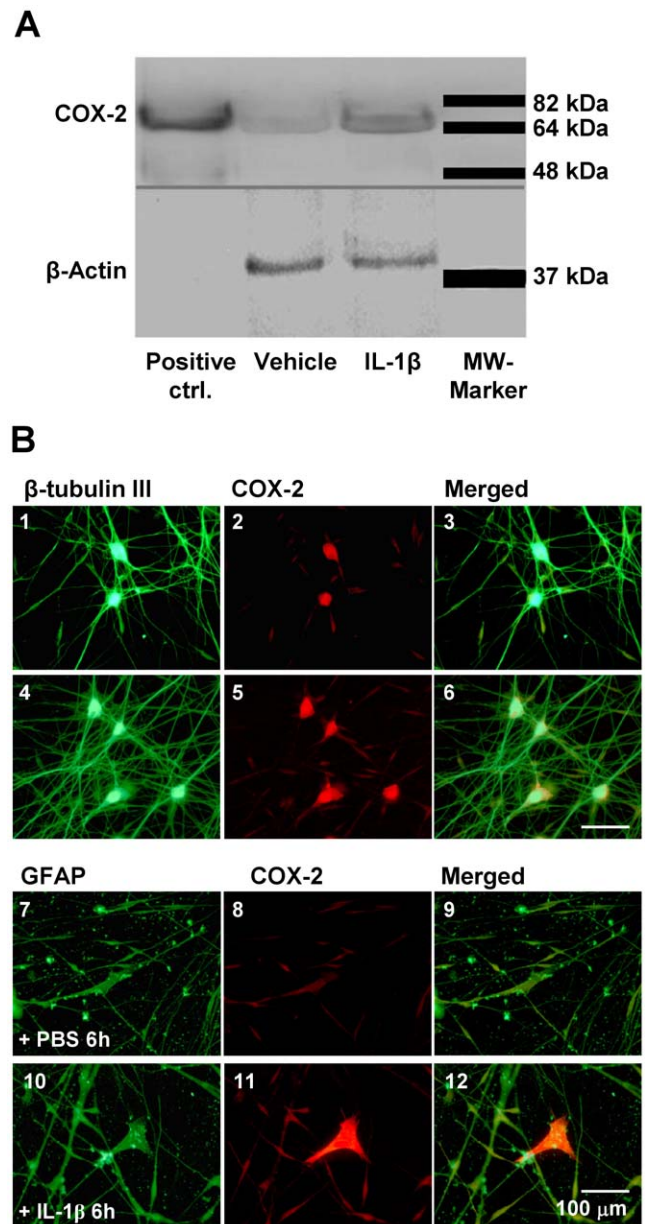 A
COX-2
82 kDa
64 kDa
48 kDa
β-Actin
37 kDa
Positive ctrl.
Vehicle
IL-1β
MW-Marker
B
β-tubulin III COX-2 Merged
1 2 3
4 5 6
GFAP COX-2 Merged
7 8 9
+ PBS 6h
10 11 12
+ IL-1β 6h
100 µm